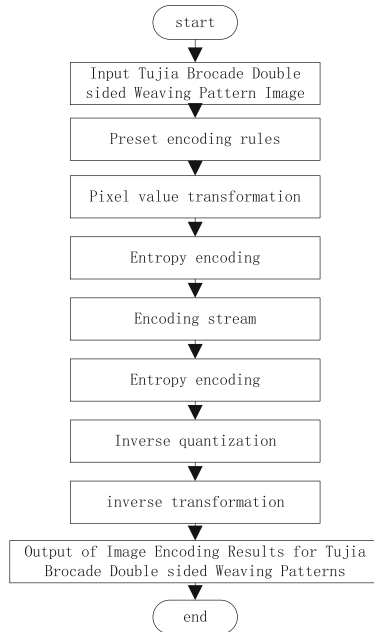 start
Input Tujia Brocade Double
sided Weaving Pattern Image
Preset encoding rules
Pixel value transformation
Entropy encoding
Encoding stream
Entropy encoding
Inverse quantization
inverse transformation
Output of Image Encoding Results for Tujia
Brocade Double sided Weaving Patterns
end